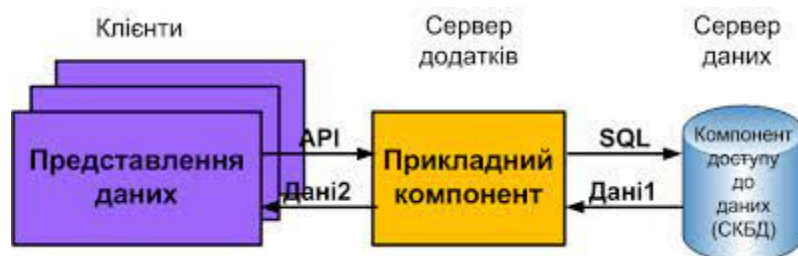 Клієнти
Сервер
додатків
Сервер
даних
Представлення
даних
API
Дані2
Прикладний
компонент
SQL
Дані1
Компонент
доступу
до
даних
(СКБД)